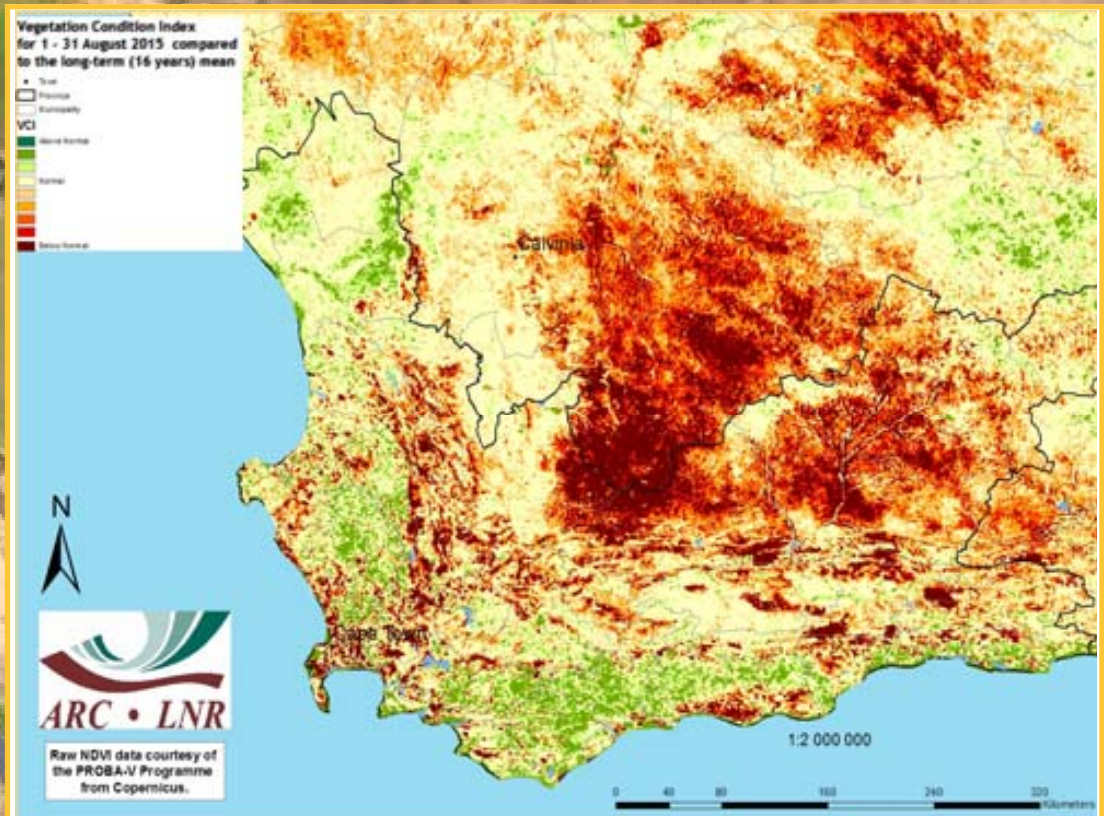 Vegetation Condition Index
for 1 - 31 August 2015 compared
to the long-term (16 years) mean
Town
Province
Municipality
VCI
Above Normal
Normal
Below Normal
Calvinia
N
Cape Town
ARC • LNR
Raw NDVI data courtesy of
the PROBA-V Programme
from Copernicus.
1:2 000 000
0 40 80 160 240 320
Kilometers